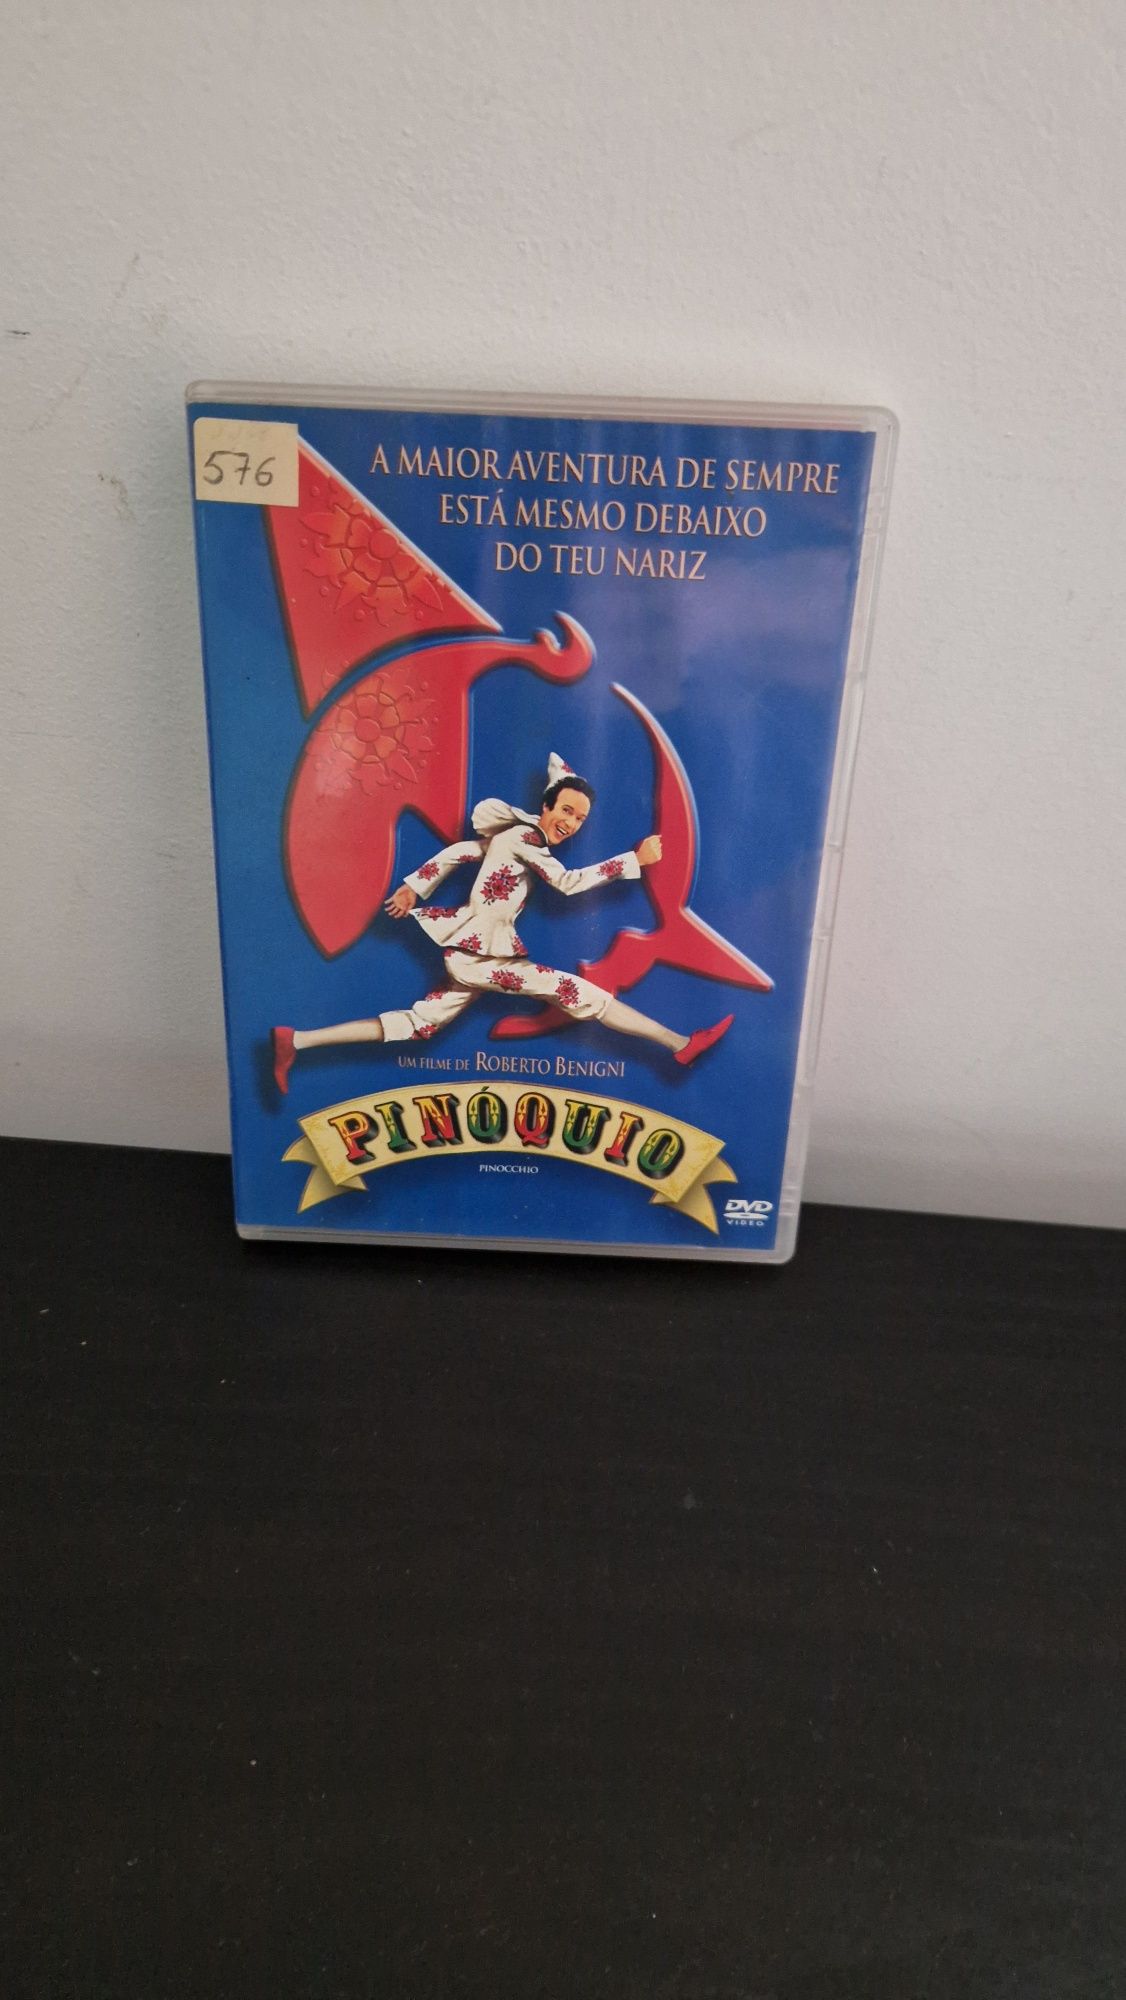 576
A MAIOR AVENTURA DE SEMPRE
ESTÁ MESMO DEBAIXO
DO TEU NARIZ
UM FILME DE ROBERTO BENIGNI
PINÓQUIO
PINOCCHIO
DVD
VIDEO